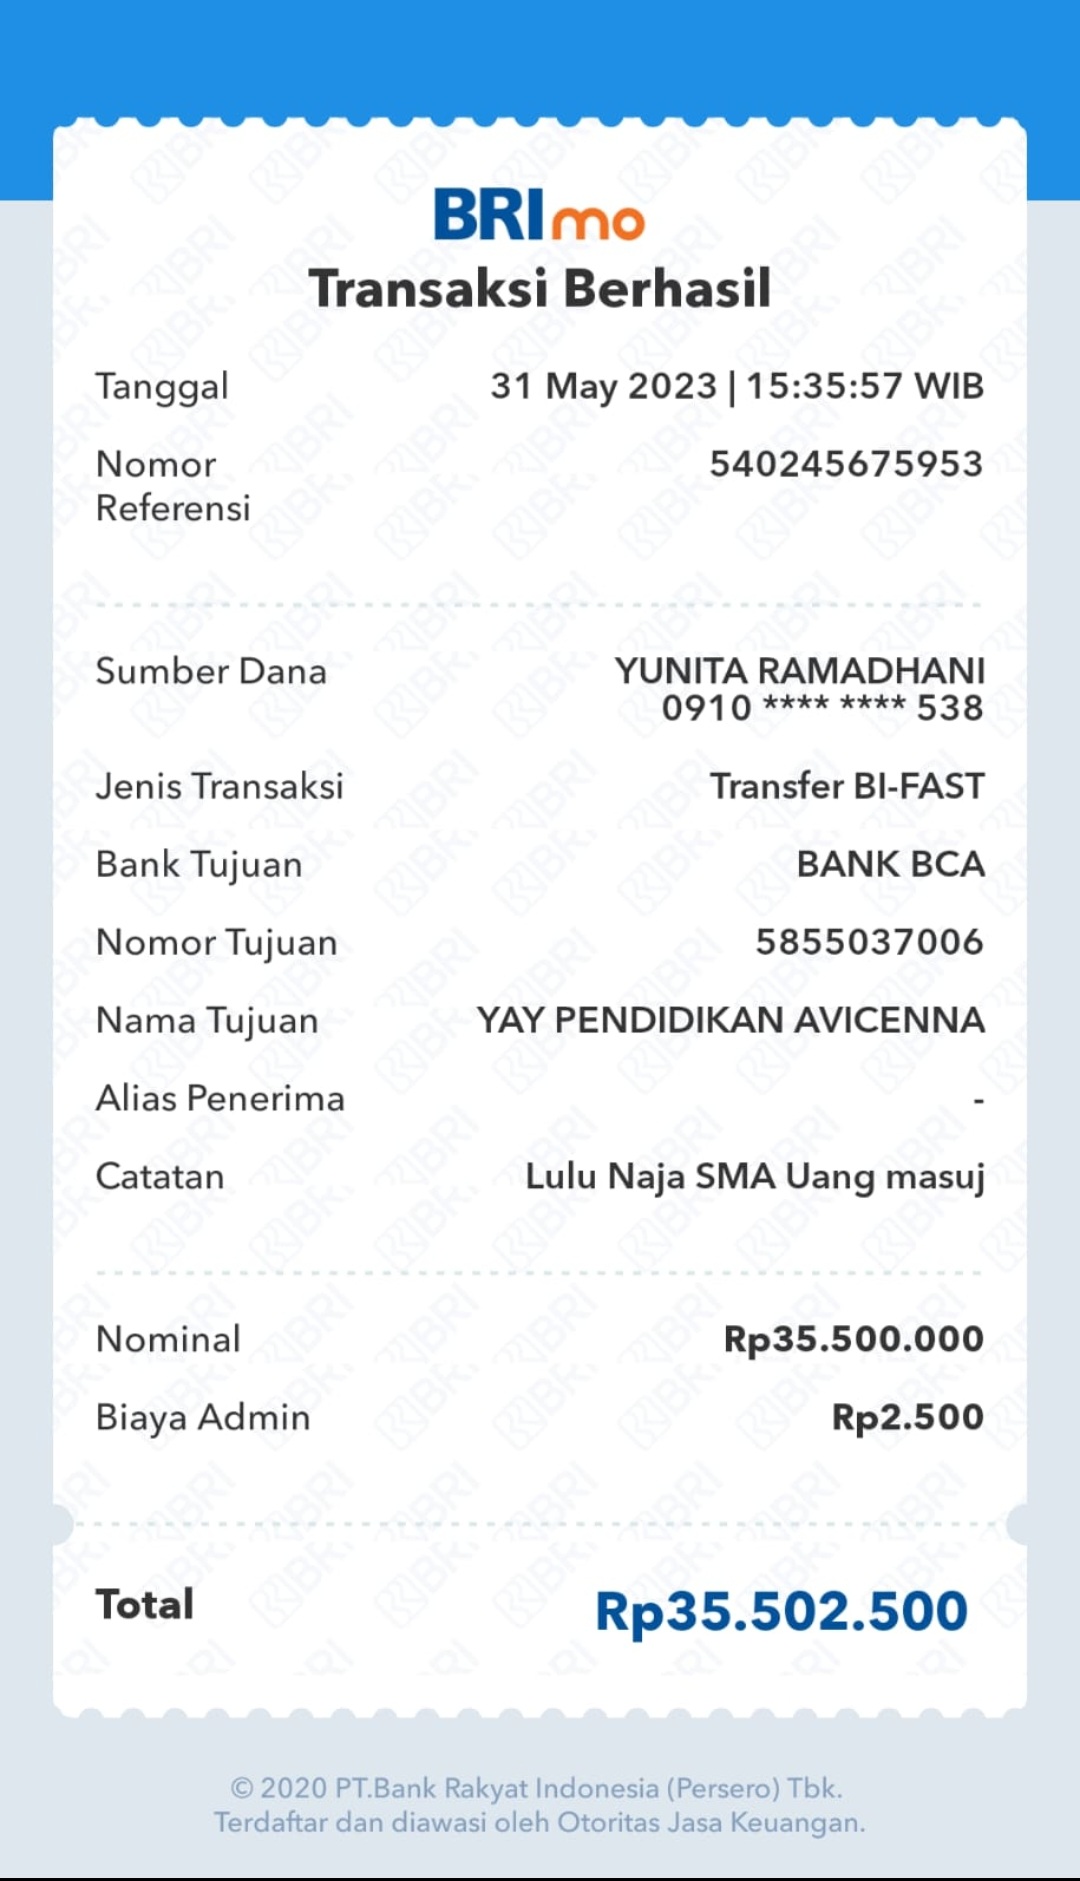 BRImo
Transaksi Berhasil
Tanggal 31 May 2023 | 15:35:57 WIB
Nomor Referensi 540245675953
Sumber Dana YUNITA RAMADHANI
0910 **** **** 538
Jenis Transaksi Transfer BI-FAST
Bank Tujuan BANK BCA
Nomor Tujuan 5855037006
Nama Tujuan YAY PENDIDIKAN AVICENNA
Alias Penerima -
Catatan Lulu Naja SMA Uang masuj
Nominal Rp35.500.000
Biaya Admin Rp2.500
Total Rp35.502.500
© 2020 PT.Bank Rakyat Indonesia (Persero) Tbk.
Terdaftar dan diawasi oleh Otoritas Jasa Keuangan.